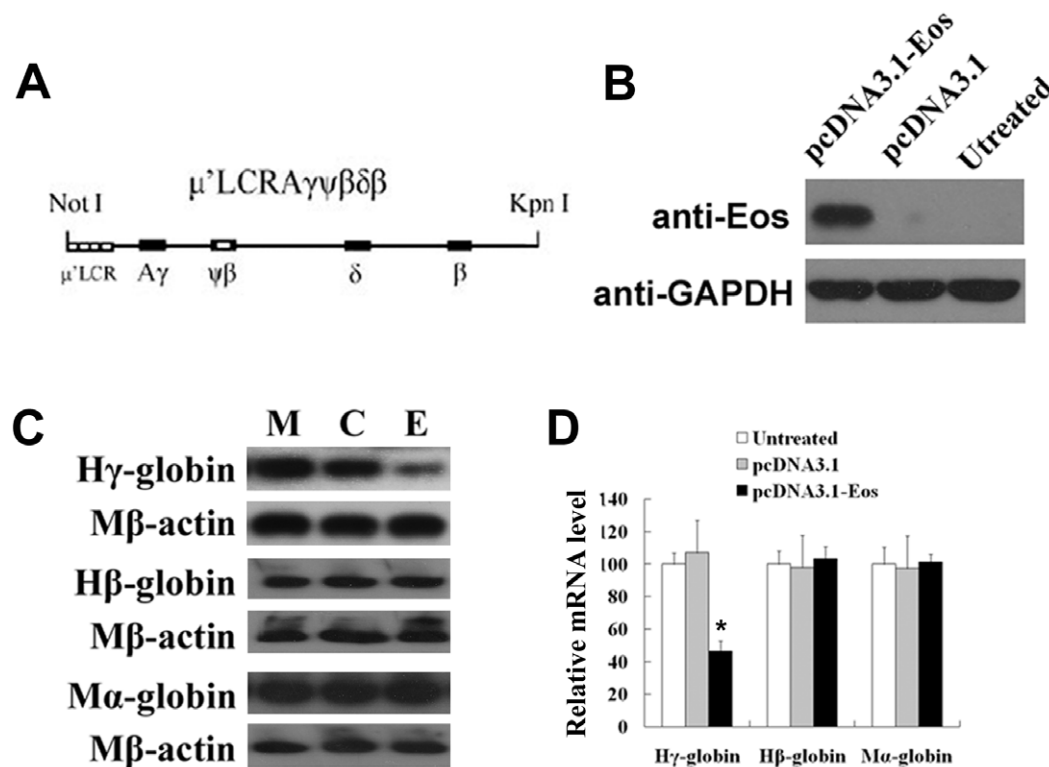 A
μ'LCRAγψβδβ
Not I
Kpn I
μ'LCR
Aγ
ψβ
δ
β
B
pcDNA3.1-Eos
pcDNA3.1
Utreated
anti-Eos
anti-GAPDH
C
M C E
Hγ-globin
Mβ-actin
Hβ-globin
Mβ-actin
Mα-globin
Mβ-actin
D
Untreated
pcDNA3.1
pcDNA3.1-Eos
Relative mRNA level
140
120
100
80
60
40
20
0
*
Hγ-globin Hβ-globin Mα-globin